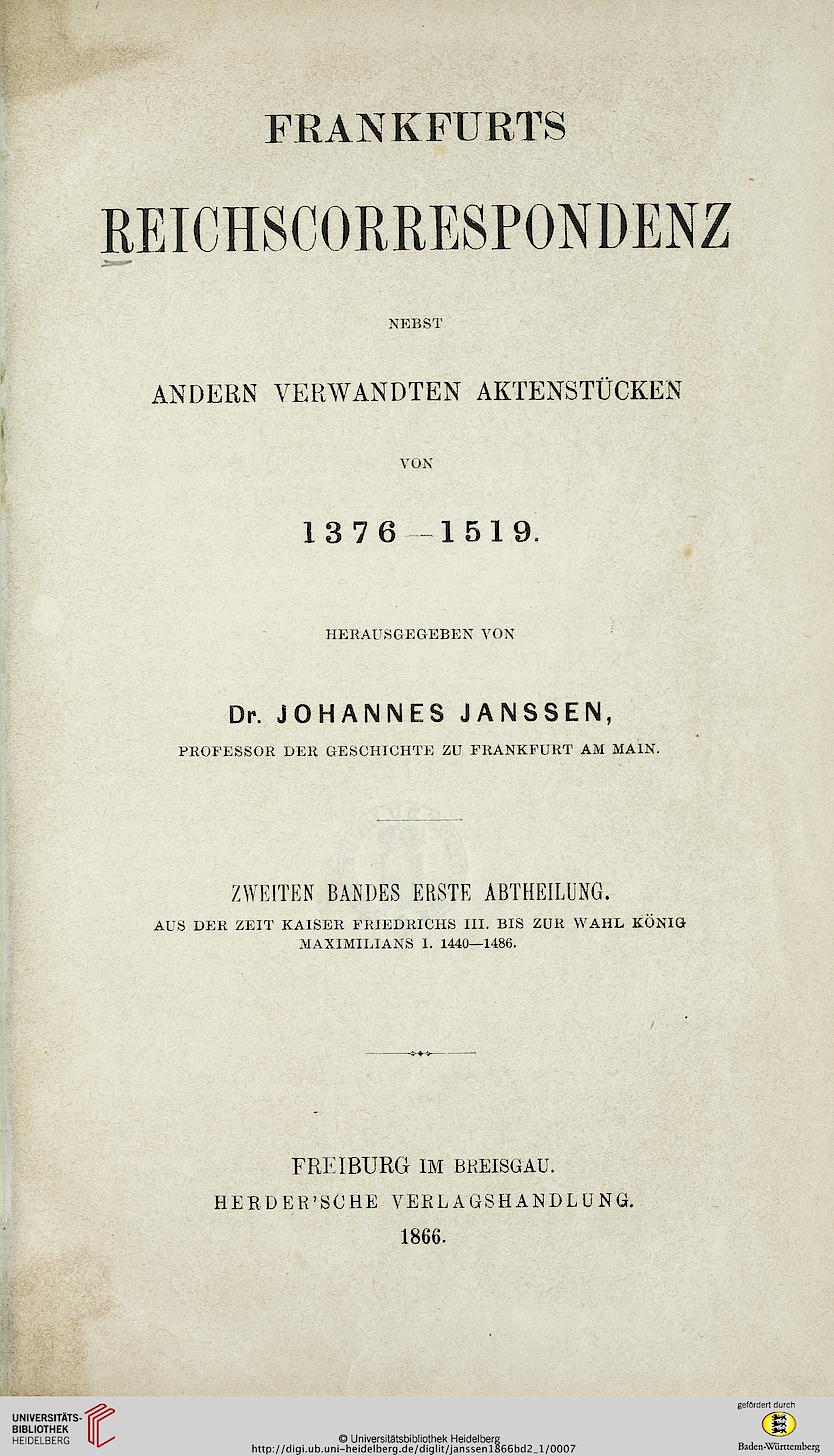 FRANKFURTS
REICHSCORRESPONDENZ
NEBST
ANDERN VERWANDTEN AKTENSTÜCKEN
VON
1376—1519.
HERAUSGEGEBEN VON
Dr. JOHANNES JANSSEN,
PROFESSOR DER GESCHICHTE ZU FRANKFURT AM MAIN.
ZWEITEN BANDES ERSTE ABTHEILUNG.
AUS DER ZEIT KAISER FRIEDRICHS III. BIS ZUR WAHL KÖNIG
MAXIMILIANS I. 1440—1486.
FREIBURG IM BREISGAU.
HERDER'SCHE VERLAGSHANDLUNG.
1866.
UNIVERSITÄTS-
BIBLIOTHEK
HEIDELBERG
© Universitätsbibliothek Heidelberg
http://digi.ub.uni-heidelberg.de/diglit/janssen1866bd2_1/0007
gefördert durch
Baden-Württemberg